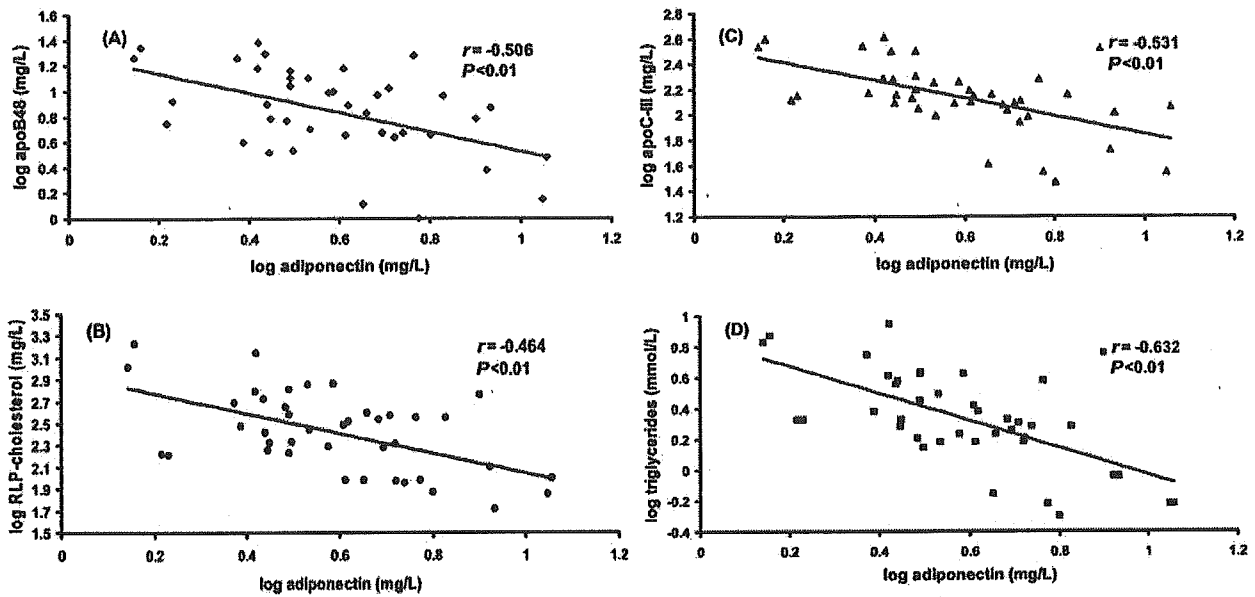 (A)
r= -0.506
P<0.01
log apoB48 (mg/L)
1.6
1.4
1.2
1
0.8
0.6
0.4
0.2
0
0 0.2 0.4 0.6 0.8 1 1.2
log adiponectin (mg/L)
(C)
r= -0.531
P<0.01
log apoC-III (mg/L)
2.8
2.6
2.4
2.2
2
1.8
1.6
1.4
1.2
0 0.2 0.4 0.6 0.8 1 1.2
log adiponectin (mg/L)
(B)
r= -0.464
P<0.01
log RLP-cholesterol (mg/L)
3.5
3.3
3.1
2.9
2.7
2.5
2.3
2.1
1.9
1.7
1.5
0 0.2 0.4 0.6 0.8 1 1.2
log adiponectin (mg/L)
(D)
r= -0.632
P<0.01
log triglycerides (mmol/L)
1
0.8
0.6
0.4
0.2
0
-0.2
-0.4
0 0.2 0.4 0.6 0.8 1 1.2
log adiponectin (mg/L)